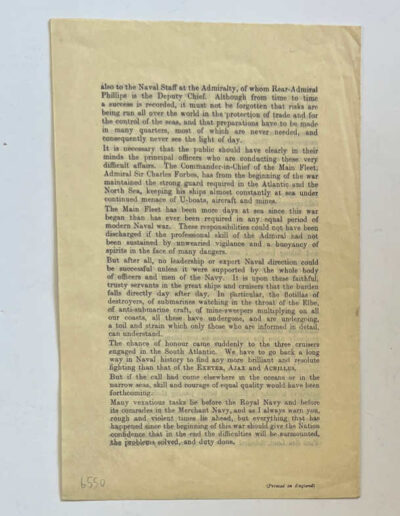 also to the Naval Staff at the Admiralty, of whom Rear-Admiral
Phillips is the Deputy Chief. Although from time to time
a success is recorded, it must not be forgotten that risks are
being run all over the world in the protection of trade and for
the control of the seas, and that preparations have to be made
in many quarters, most of which are never needed, and
consequently never see the light of day.
It is necessary that the public should have clearly in their
minds the principal officers who are conducting these very
difficult affairs. The Commander-in-Chief of the Main Fleet,
Admiral Sir Charles Forbes, has from the beginning of the war
maintained the strong guard required in the Atlantic and the
North Sea, keeping his ships almost constantly at sea under
continued menace of U-boats, aircraft and mines.
The Main Fleet has been more days at sea since this war
began than has ever been required in any equal period of
modern Naval war. These responsibilities could not have been
discharged if the professional skill of the Admiral had not
been sustained by unwearied vigilance and a buoyancy of
spirits in the face of many dangers.
But after all, no leadership or expert Naval direction could
be successful unless it were supported by the whole body
of officers and men of the Navy. It is upon these faithful,
trusty servants in the great ships and cruisers that the burden
falls directly day after day. In particular, the flotillas of
destroyers, of submarines watching in the throat of the Elbe,
of anti-submarine craft, of mine-sweepers multiplying on all
our coasts, all these have undergone, and are undergoing,
a toil and strain which only those who are informed in detail,
can understand.
The chance of honour came suddenly to the three cruisers
engaged in the South Atlantic. We have to go back a long
way in Naval history to find any more brilliant and resolute
fighting than that of the EXETER, AJAX and ACHILLES.
But if the call had come elsewhere in the oceans or in the
narrow seas, skill and courage of equal quality would have been
forthcoming.
Many vexatious tasks lie before the Royal Navy and before
its comrades in the Merchant Navy, and as I always warn you,
rough and violent times lie ahead, but everything that has
happened since the beginning of this war should give the Nation
confidence that in the end the difficulties will be surmounted,
the problems solved, and duty done.
(Printed in England)
6550